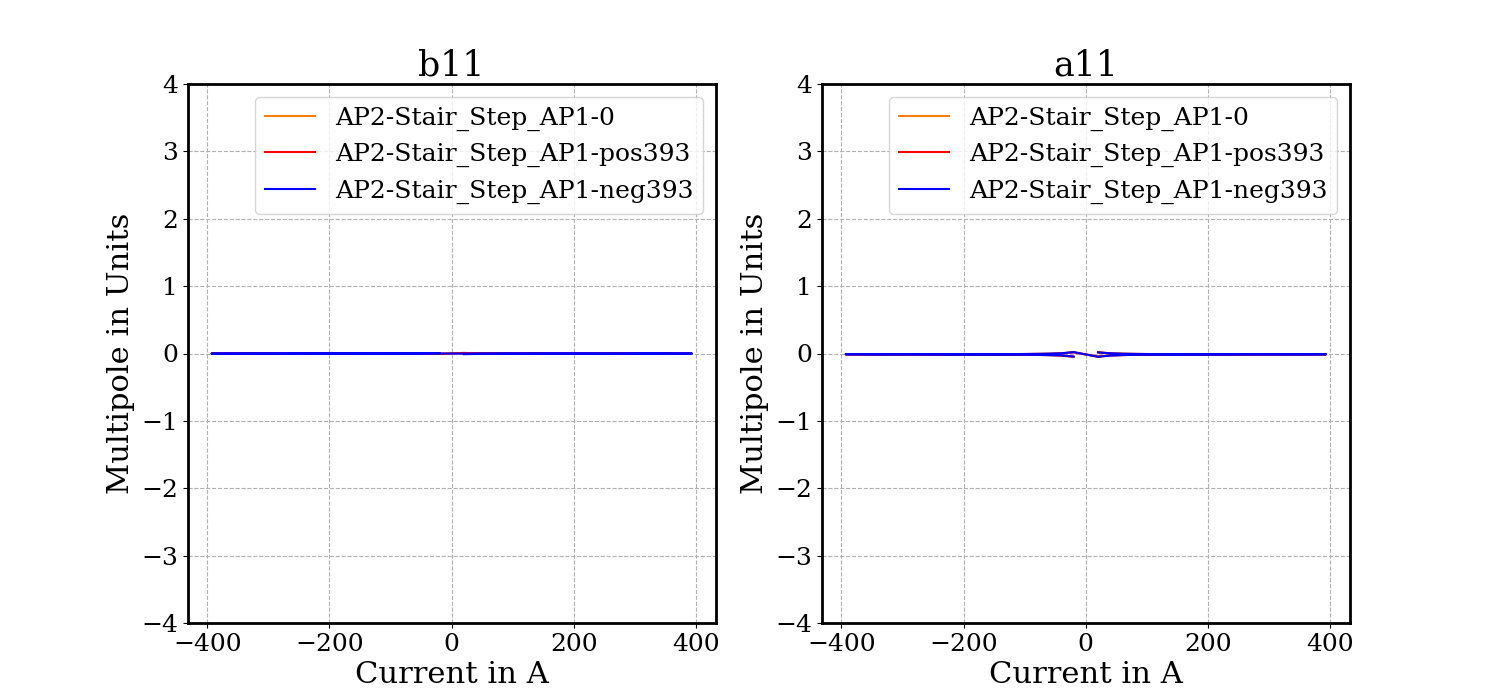 b11
4
3
2
1
0
−1
−2
−3
−4
Multipole in Units
−400
−200
0
200
400
Current in A
AP2-Stair_Step_AP1-0
AP2-Stair_Step_AP1-pos393
AP2-Stair_Step_AP1-neg393
a11
4
3
2
1
0
−1
−2
−3
−4
Multipole in Units
−400
−200
0
200
400
Current in A
AP2-Stair_Step_AP1-0
AP2-Stair_Step_AP1-pos393
AP2-Stair_Step_AP1-neg393